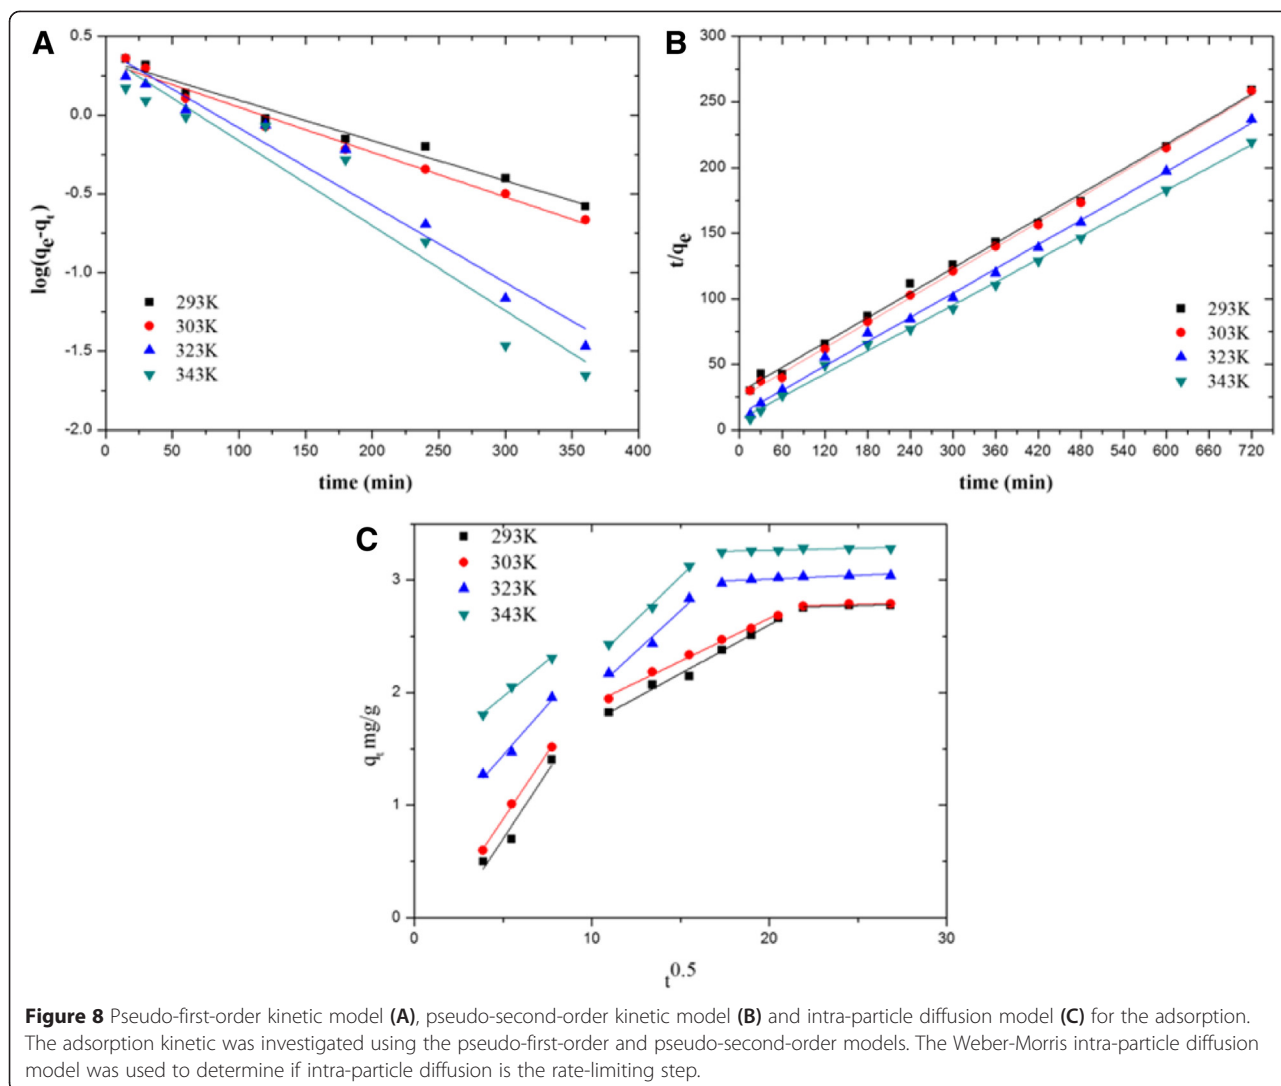 A
0.5
0.0
-0.5
-1.0
-1.5
-2.0
log(qe-qt)
293K
303K
323K
343K
0 50 100 150 200 250 300 350 400
time (min)
B
300
250
200
150
100
50
0
t/qe
293K
303K
323K
343K
0 60 120 180 240 300 360 420 480 600 720
time (min)
C
293K
303K
323K
343K
3
2
1
0
qt mg/g
0 10 20 30
t0.5
Figure 8 Pseudo-first-order kinetic model (A), pseudo-second-order kinetic model (B) and intra-particle diffusion model (C) for the adsorption.
The adsorption kinetic was investigated using the pseudo-first-order and pseudo-second-order models. The Weber-Morris intra-particle diffusion
model was used to determine if intra-particle diffusion is the rate-limiting step.